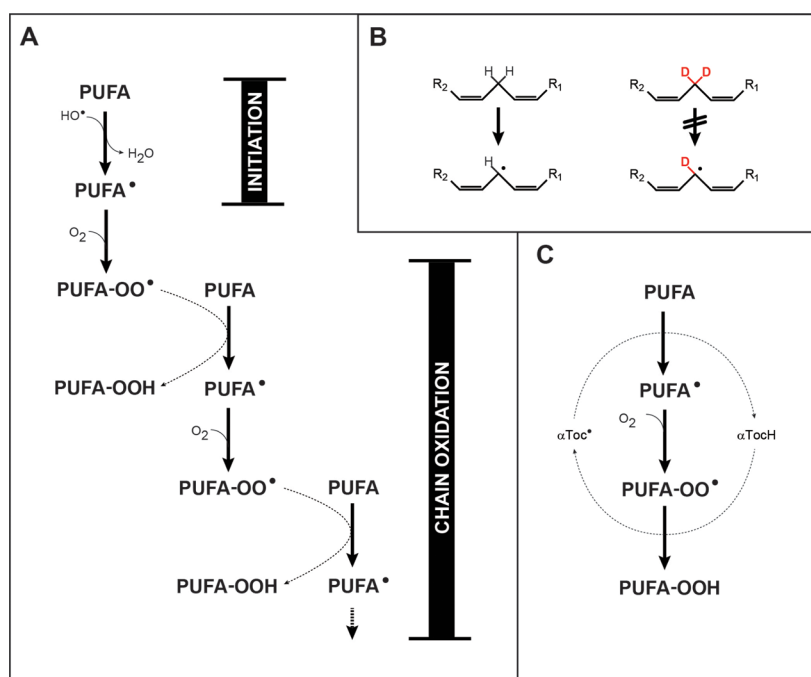 A
PUFA
HO•
H2O
PUFA•
O2
PUFA-OO•
PUFA
PUFA-OOH
PUFA•
O2
PUFA-OO•
PUFA
PUFA-OOH
PUFA•
INITIATION
CHAIN OXIDATION
B
H H
R2 R1
H •
R2 R1
D D
R2 R1
D •
R2 R1
C
PUFA
PUFA•
O2
αToc• αTocH
PUFA-OO•
PUFA-OOH